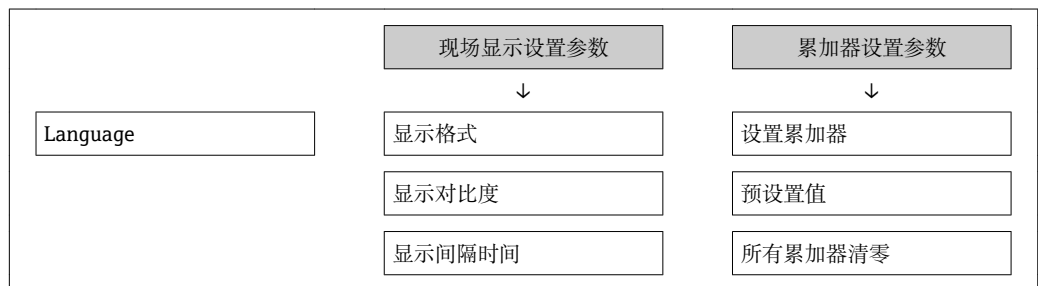 现场显示设置参数
累加器设置参数
↓
↓
Language
显示格式
设置累加器
显示对比度
预设置值
显示间隔时间
所有累加器清零